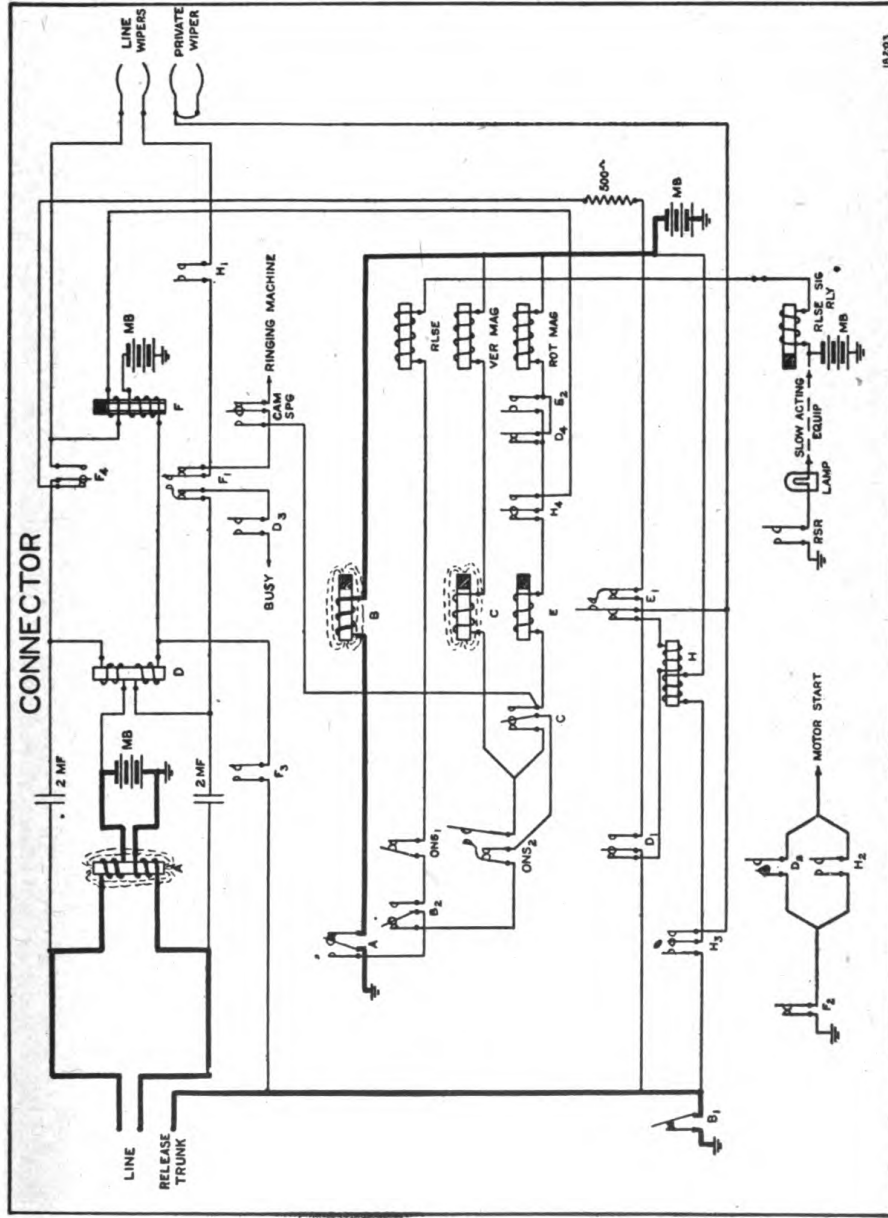 CONNECTOR
LINE
WIPERS
PRIVATE
WIPER
MB
H1
F4
F
2 MF
2 MF
D
MB
A
F1
CAM
SPG
RINGING MACHINE
D3
BUSY
F3
LINE
RELEASE
TRUNK
B
RLSE
VER MAG
ROT MAG
C
E
H4
D4
E2
500~
MB
C
ONS1
ONS2
B2
A
E1
D1
H
H3
B1
RLSE SIG
RLY
MB
SLOW ACTING
EQUIP
LAMP
RSR
MOTOR START
D2
H2
F2